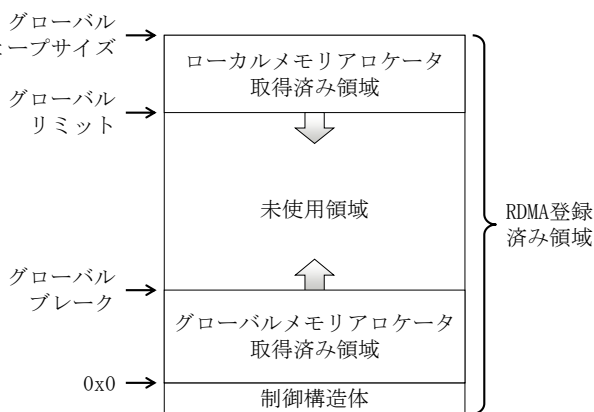 グローバル
ープサイズ
ローカルメモリアロケータ
取得済み領域
グローバル
リミット
未使用領域
RDMA登録
済み領域
グローバル
ブレーク
グローバルメモリアロケータ
取得済み領域
0x0
制御構造体